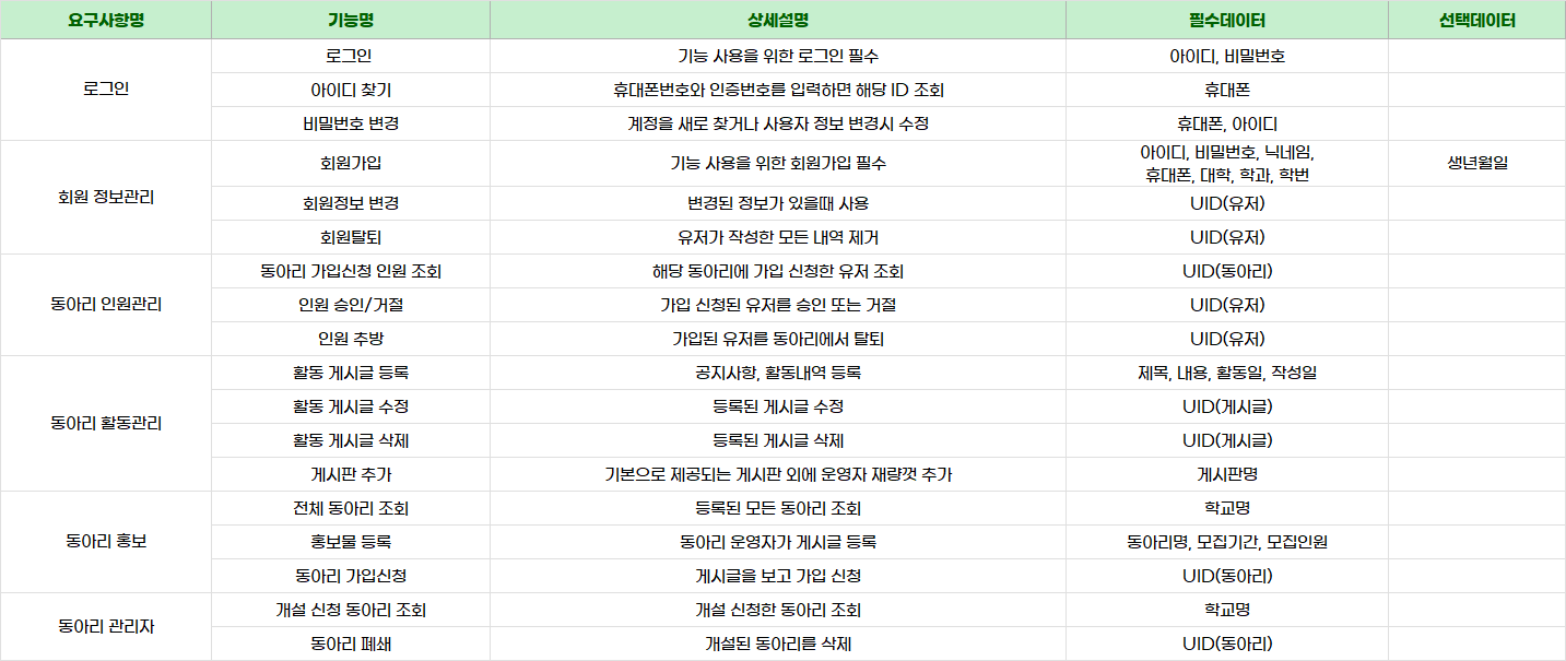 요구사항명 기능명 상세설명 필수데이터 선택데이터
로그인 로그인 기능 사용을 위한 로그인 필수 아이디, 비밀번호
아이디 찾기 휴대폰번호와 인증번호를 입력하면 해당 ID 조회 휴대폰
비밀번호 변경 계정을 새로 찾거나 사용자 정보 변경시 수정 휴대폰, 아이디
회원 정보관리 회원가입 기능 사용을 위한 회원가입 필수 아이디, 비밀번호, 닉네임,
휴대폰, 대학, 학과, 학번 생년월일
회원정보 변경 변경된 정보가 있을때 사용 UID(유저)
회원탈퇴 유저가 작성한 모든 내역 제거 UID(유저)
동아리 인원관리 동아리 가입신청 인원 조회 해당 동아리에 가입 신청한 유저 조회 UID(동아리)
인원 승인/거절 가입 신청된 유저를 승인 또는 거절 UID(유저)
인원 추방 가입된 유저를 동아리에서 탈퇴 UID(유저)
동아리 활동관리 활동 게시글 등록 공지사항, 활동내역 등록 제목, 내용, 활동일, 작성일
활동 게시글 수정 등록된 게시글 수정 UID(게시글)
활동 게시글 삭제 등록된 게시글 삭제 UID(게시글)
게시판 추가 기본으로 제공되는 게시판 외에 운영자 재량껏 추가 게시판명
동아리 홍보 전체 동아리 조회 등록된 모든 동아리 조회 학교명
홍보물 등록 동아리 운영자가 게시글 등록 동아리명, 모집기간, 모집인원
동아리 가입신청 게시글을 보고 가입 신청 UID(동아리)
동아리 관리자 개설 신청 동아리 조회 개설 신청한 동아리 조회 학교명
동아리 폐쇄 개설된 동아리를 삭제 UID(동아리)